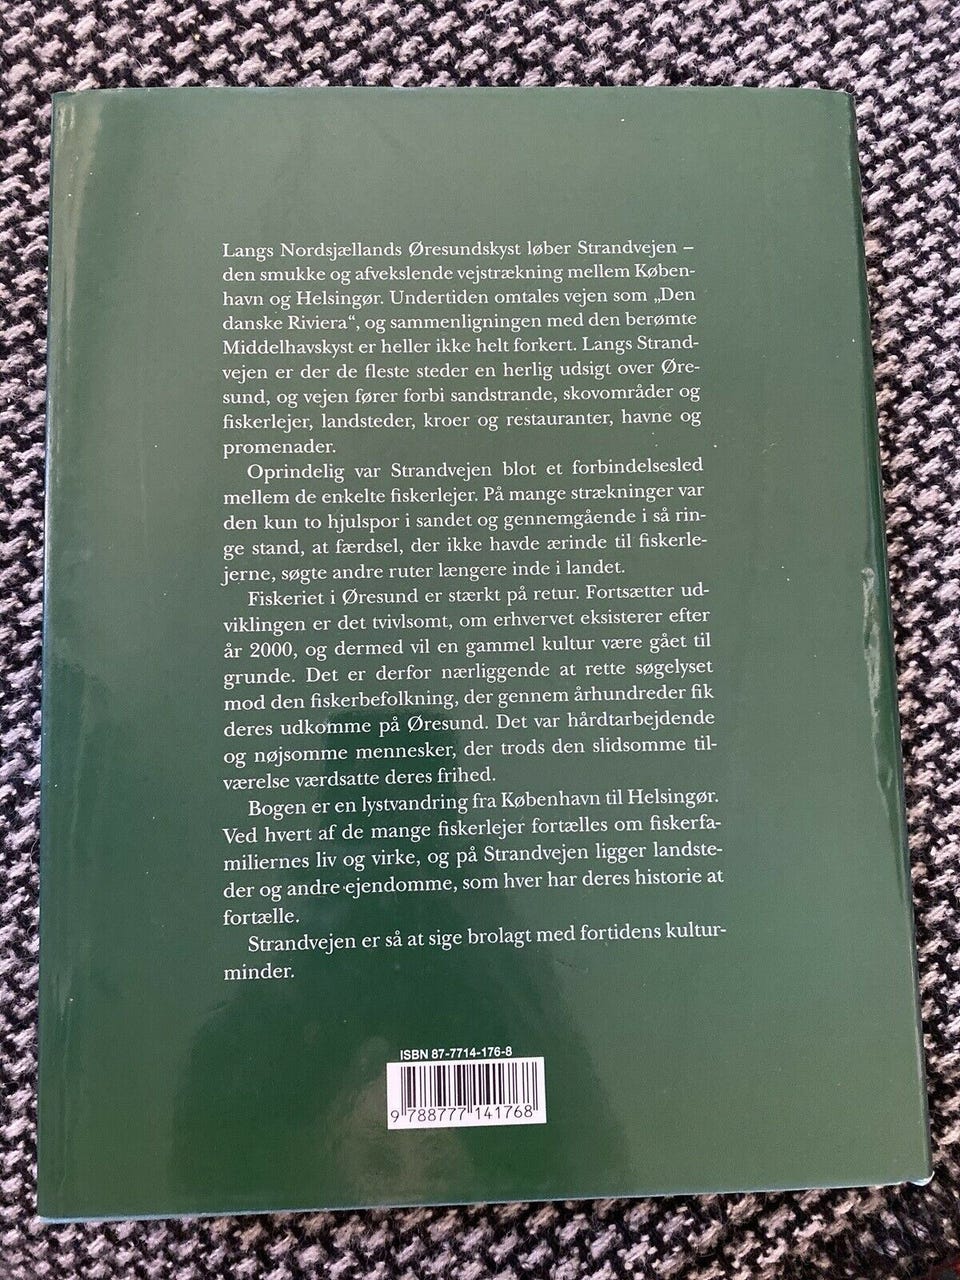 Langs Nordsjællands Øresundskyst løber Strandvejen –
den smukke og afvekslende vejstrækning mellem Køben-
havn og Helsingør. Undertiden omtales vejen som „Den
danske Riviera“, og sammenligningen med den berømte
Middelhavskyst er heller ikke helt forkert. Langs Strand-
vejen er der de fleste steder en herlig udsigt over Øre-
sund, og vejen fører forbi sandstrande, skovområder og
fiskerlejer, landsteder, kroer og restauranter, havne og
promenader.
Oprindelig var Strandvejen blot et forbindelsesled
mellem de enkelte fiskerlejer. På mange strækninger var
den kun to hjulspor i sandet og gennemgående i så rin-
ge stand, at færdsel, der ikke havde ærinde til fiskerle-
jerne, søgte andre ruter længere inde i landet.
Fiskeriet i Øresund er stærkt på retur. Fortsætter ud-
viklingen er det tvivlsomt, om erhvervet eksisterer efter
år 2000, og dermed vil en gammel kultur være gået til
grunde. Det er derfor nærliggende at rette søgelyset
mod den fiskerbefolkning, der gennem århundreder fik
deres udkomme på Øresund. Det var hårdtarbejdende
og nøjsomme mennesker, der trods den slidsomme til-
værelse værdsatte deres frihed.
Bogen er en lystvandring fra København til Helsingør.
Ved hvert af de mange fiskerlejer fortælles om fiskerfa-
miliernes liv og virke, og på Strandvejen ligger landste-
der og andre ejendomme, som hver har deres historie at
fortælle.
Strandvejen er så at sige brolagt med fortidens kultur-
minder.
ISBN 87-7714-176-8
9 788777 141768